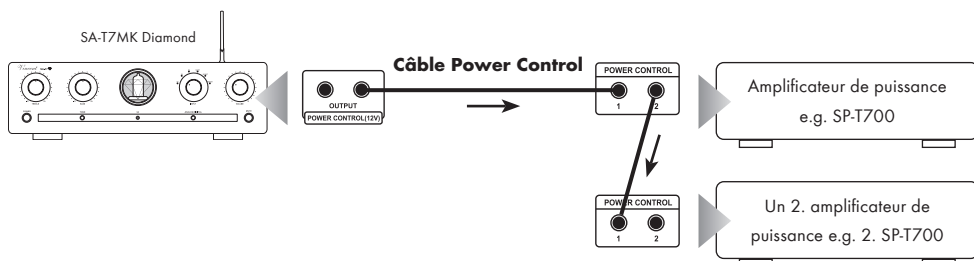 SA-T7MK Diamond
Câble Power Control
OUTPUT
POWER CONTROL(12V)
POWER CONTROL
1 2
Amplificateur de puissance
e.g. SP-T700
POWER CONTROL
1 2
Un 2. amplificateur de
puissance e.g. 2. SP-T700